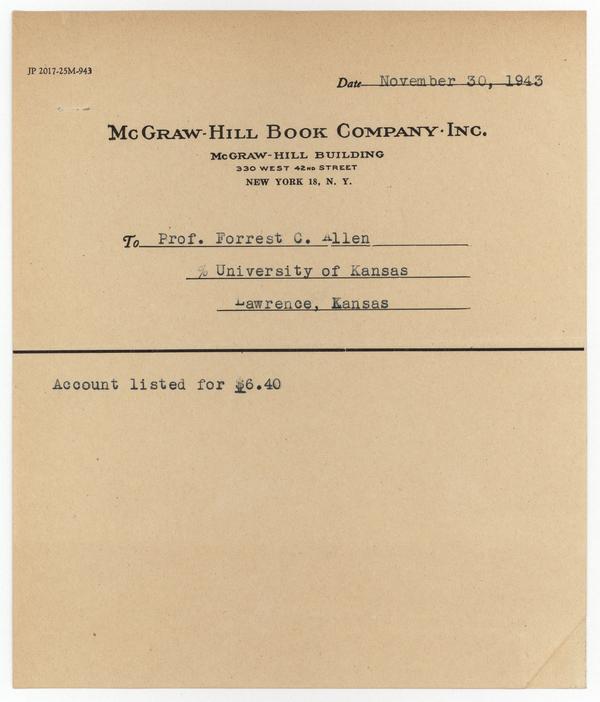 JP 2017-25M-943
Date November 30, 1943
McGraw-Hill Book Company·Inc.
McGRAW-HILL BUILDING
330 WEST 42ND STREET
NEW YORK 18, N. Y.
To Prof. Forrest C. Allen
% University of Kansas
Lawrence, Kansas
Account listed for $6.40